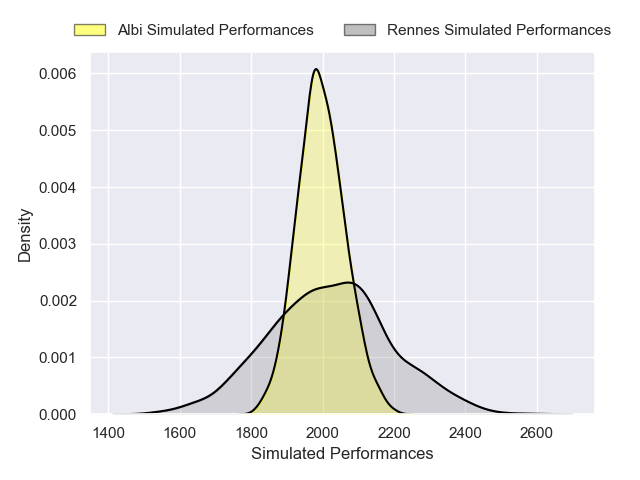 Albi Simulated Performances Rennes Simulated Performances
0.006
0.005
0.004
0.003
0.002
0.001
0.000
Density
1400 1600 1800 2000 2200 2400 2600
Simulated Performances